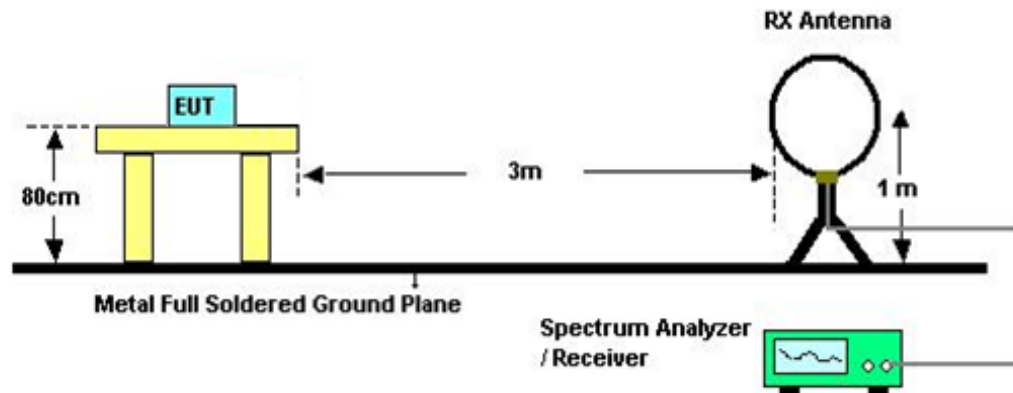 RX Antenna
EUT
3m
80cm
1 m
Metal Full Soldered Ground Plane
Spectrum Analyzer
/ Receiver